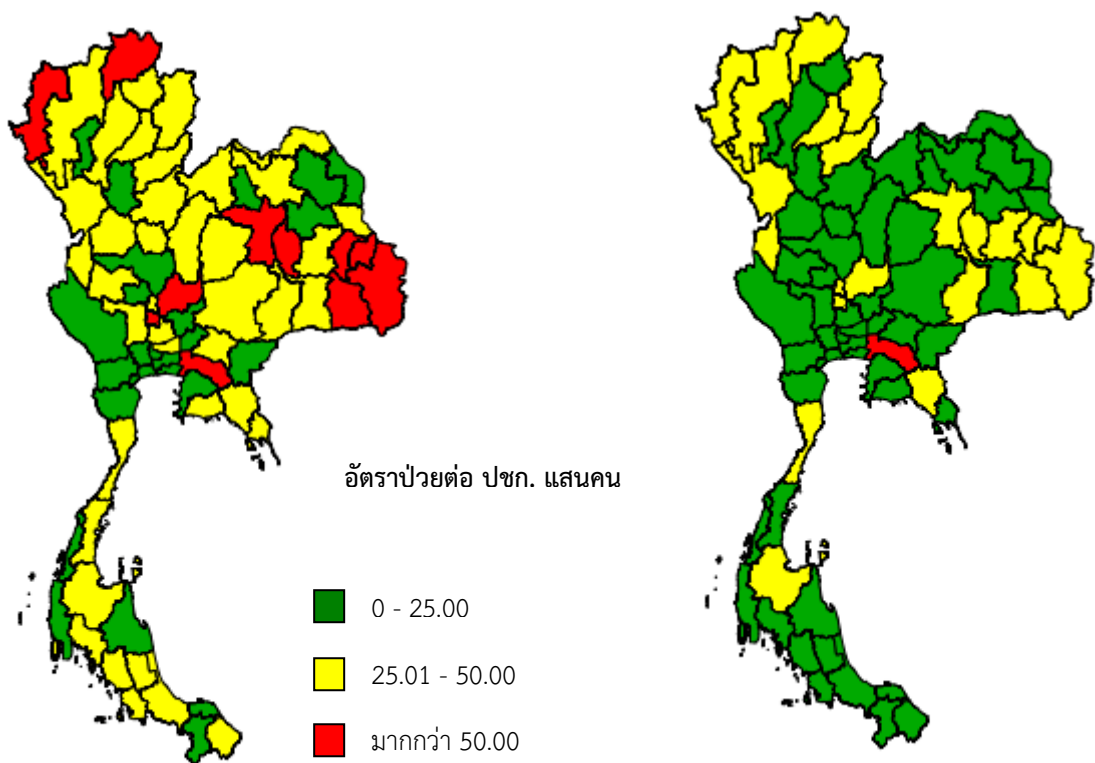 อัตราป่วยต่อ ปชก. แสนคน
0 - 25.00
25.01 - 50.00
มากกว่า 50.00